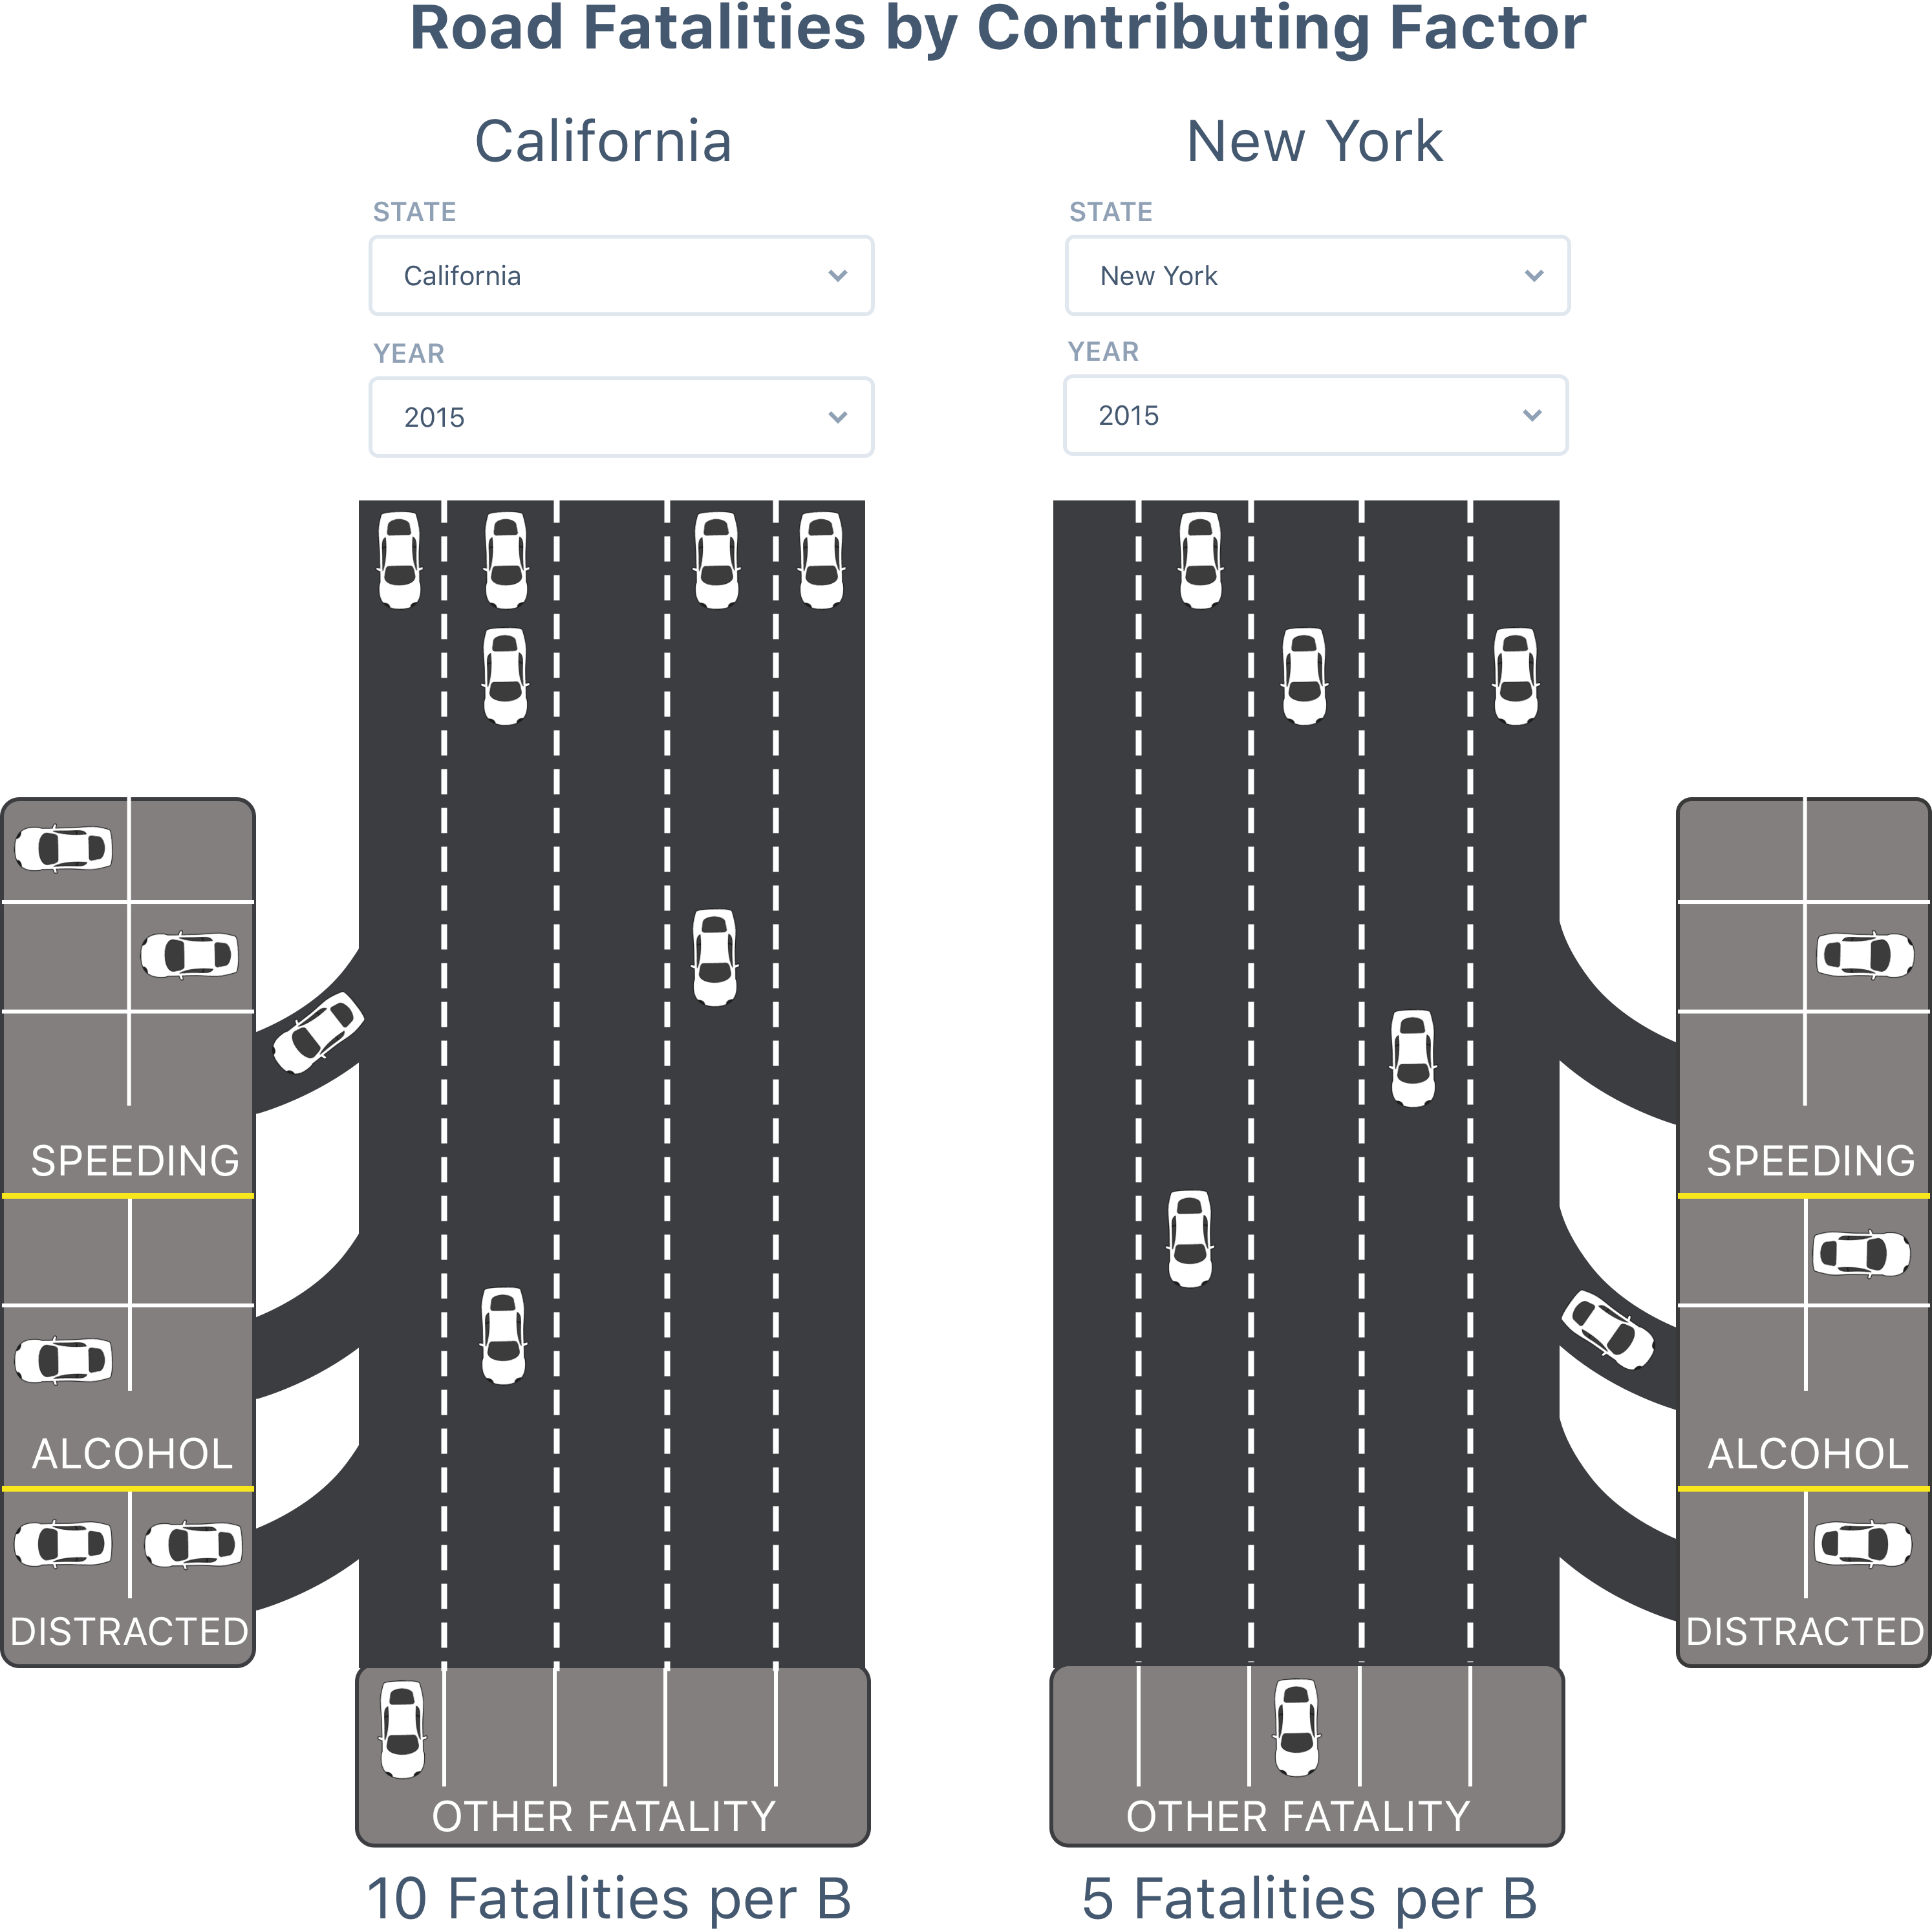 Road Fatalities by Contributing Factor
California
New York
STATE
California
YEAR
2015
STATE
New York
YEAR
2015
SPEEDING
ALCOHOL
DISTRACTED
SPEEDING
ALCOHOL
DISTRACTED
OTHER FATALITY
OTHER FATALITY
10 Fatalities per B
5 Fatalities per B